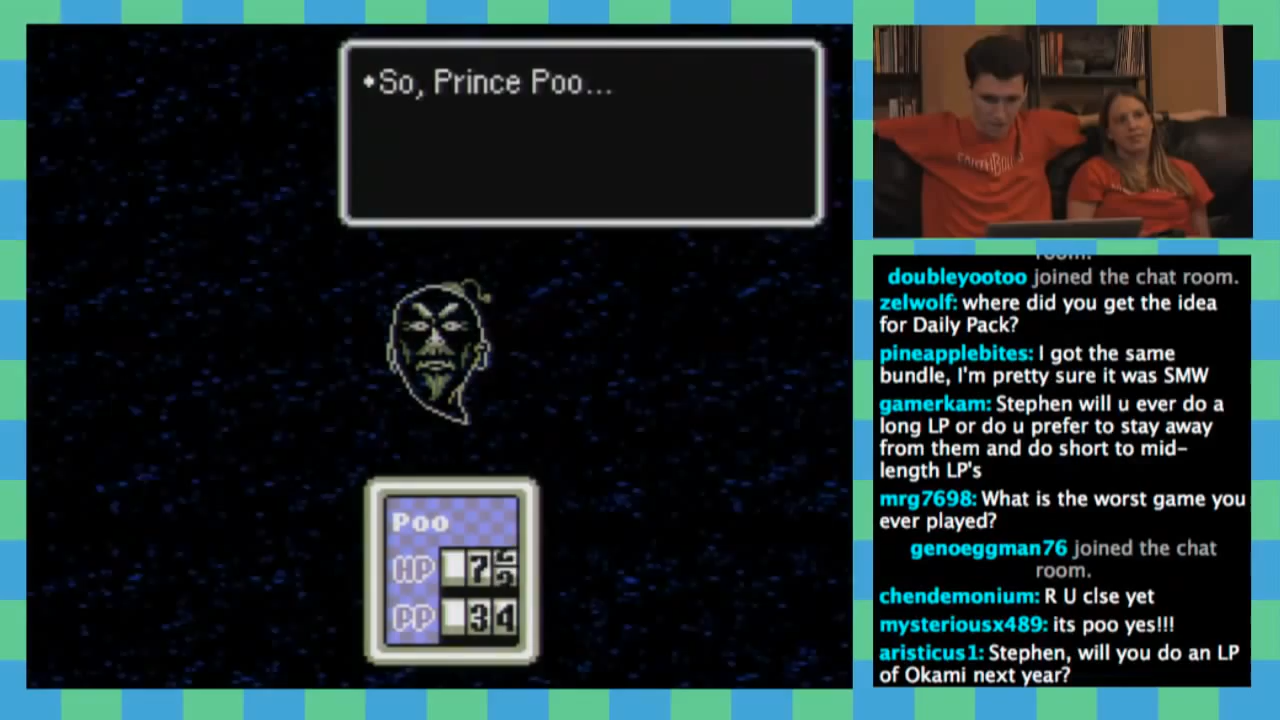 •So, Prince Poo...
Poo
HP 7
PP 34
EARTHBOUND
room.
doubleyootoo joined the chat room.
zelwolf: where did you get the idea
for Daily Pack?
pineapplebites: I got the same
bundle, I'm pretty sure it was SMW
gamerkam: Stephen will u ever do a
long LP or do u prefer to stay away
from them and do short to mid-
length LP's
mrg7698: What is the worst game you
ever played?
genoeggman76 joined the chat
room.
chendemonium: R U clse yet
mysteriousx489: its poo yes!!!
aristicus1: Stephen, will you do an LP
of Okami next year?